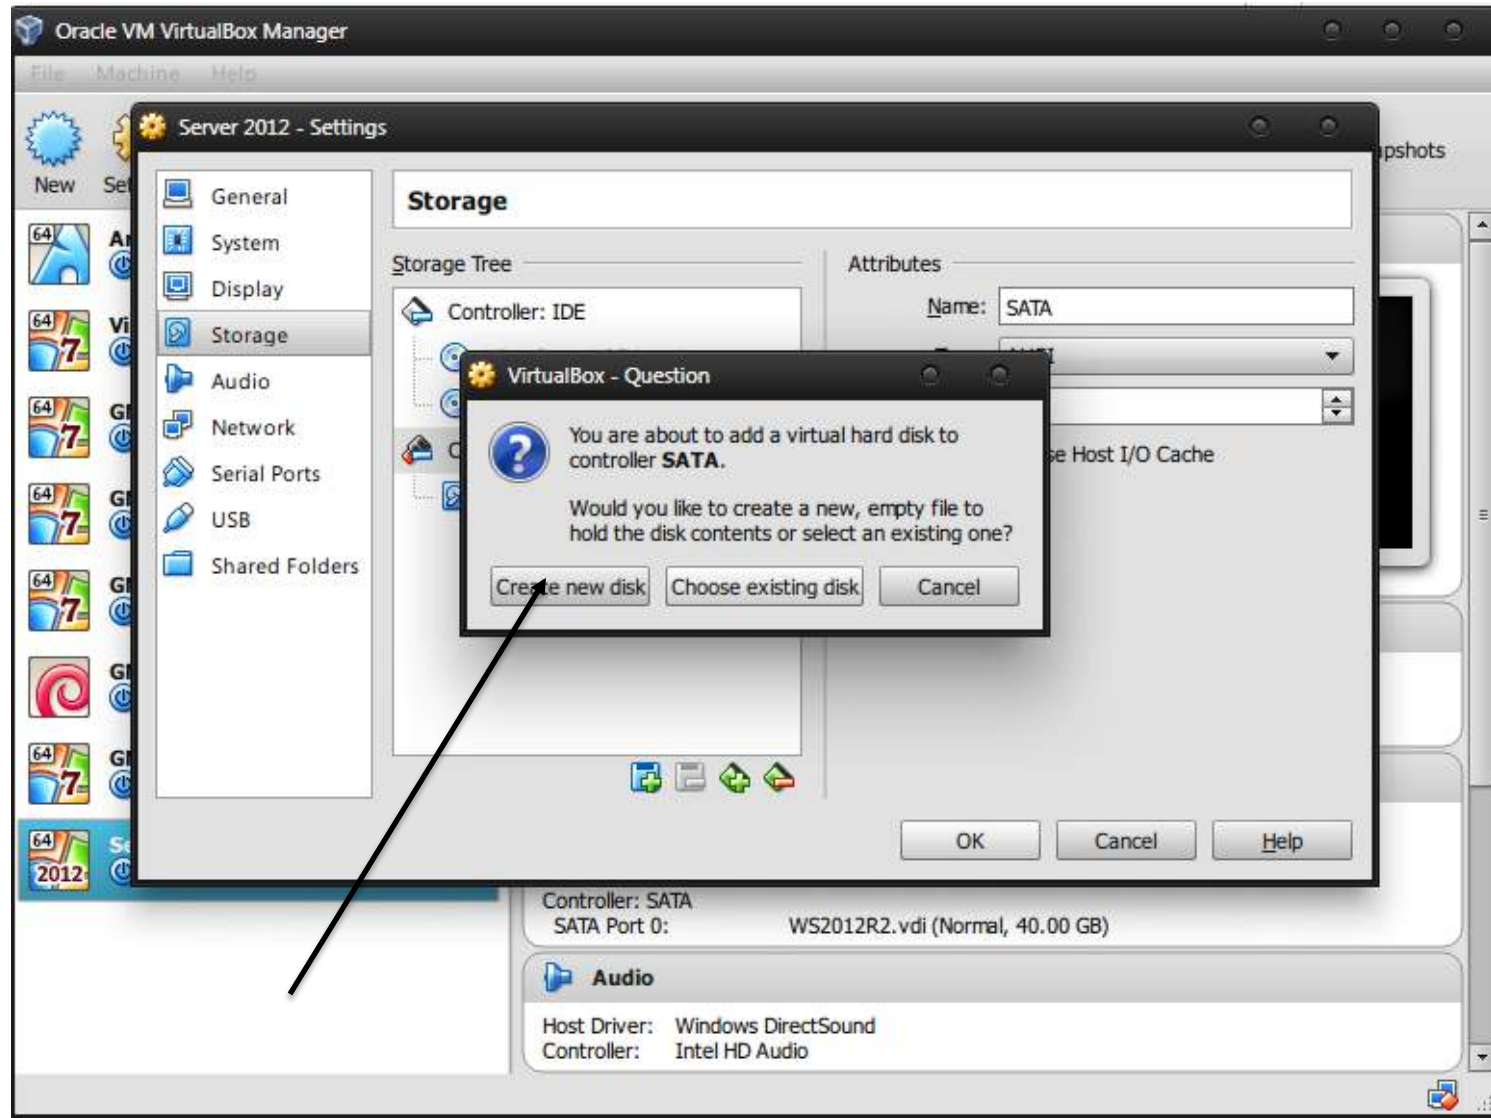 Oracle VM VirtualBox Manager
File Machine Help
New
Server 2012 - Settings
General
System
Display
Storage
Audio
Network
Serial Ports
USB
Shared Folders
Storage
Storage Tree
Controller: IDE
Attributes
Name: SATA
VirtualBox - Question
You are about to add a virtual hard disk to
controller SATA.
Would you like to create a new, empty file to
hold the disk contents or select an existing one?
Create new disk Choose existing disk Cancel
Host I/O Cache
OK Cancel Help
64
64
7
64
7
64
7
64
7
64
7
64
2012
Controller: SATA
SATA Port 0: WS2012R2.vdi (Normal, 40.00 GB)
Audio
Host Driver: Windows DirectSound
Controller: Intel HD Audio